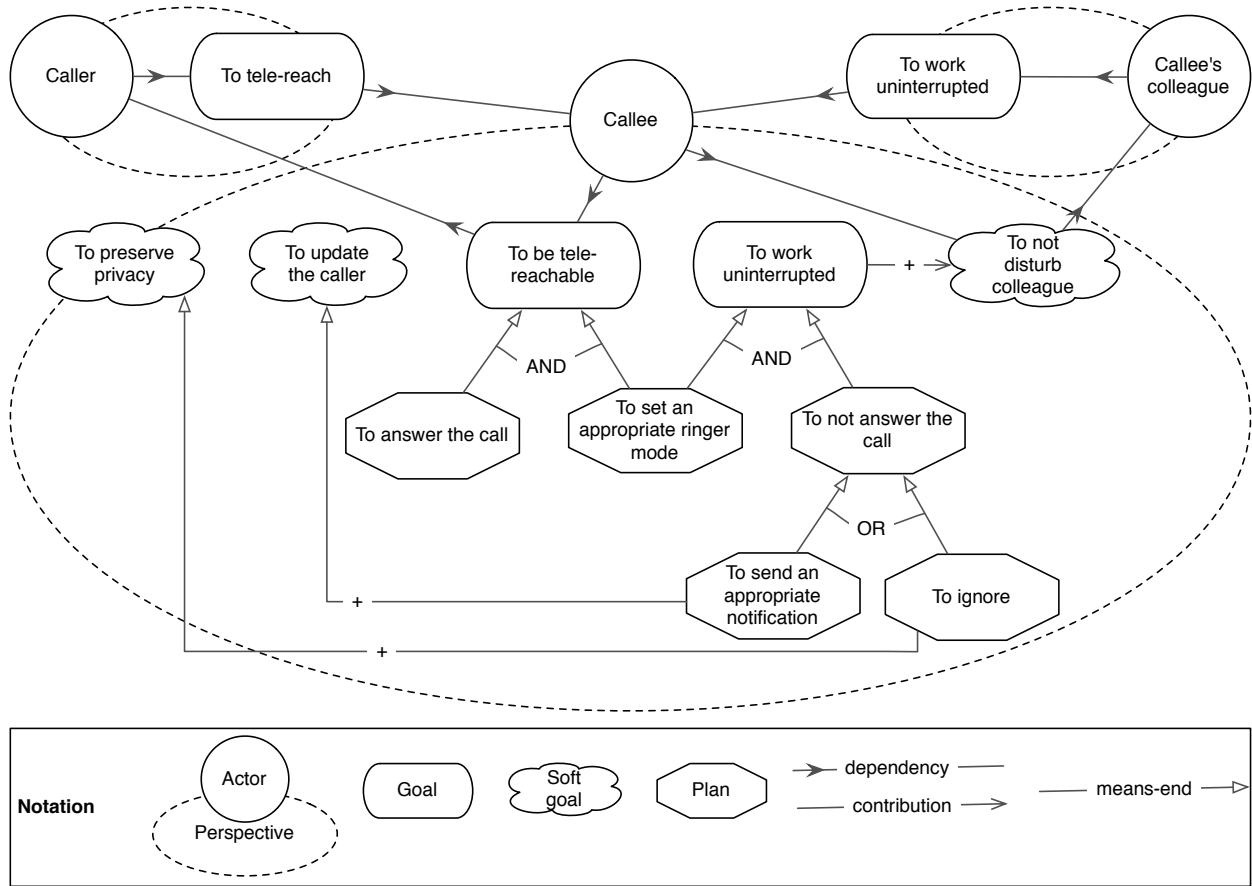 Caller
To tele-reach
Callee
To work
uninterrupted
Callee's
colleague
To preserve
privacy
To update
the caller
To be tele-
reachable
To work
uninterrupted
+
To not
disturb
colleague
AND
AND
To answer the call
To set an
appropriate ringer
mode
To not answer the
call
OR
To send an
appropriate
notification
To ignore
+
+
Notation
Actor
Perspective
Goal
Soft
goal
Plan
dependency
contribution
means-end